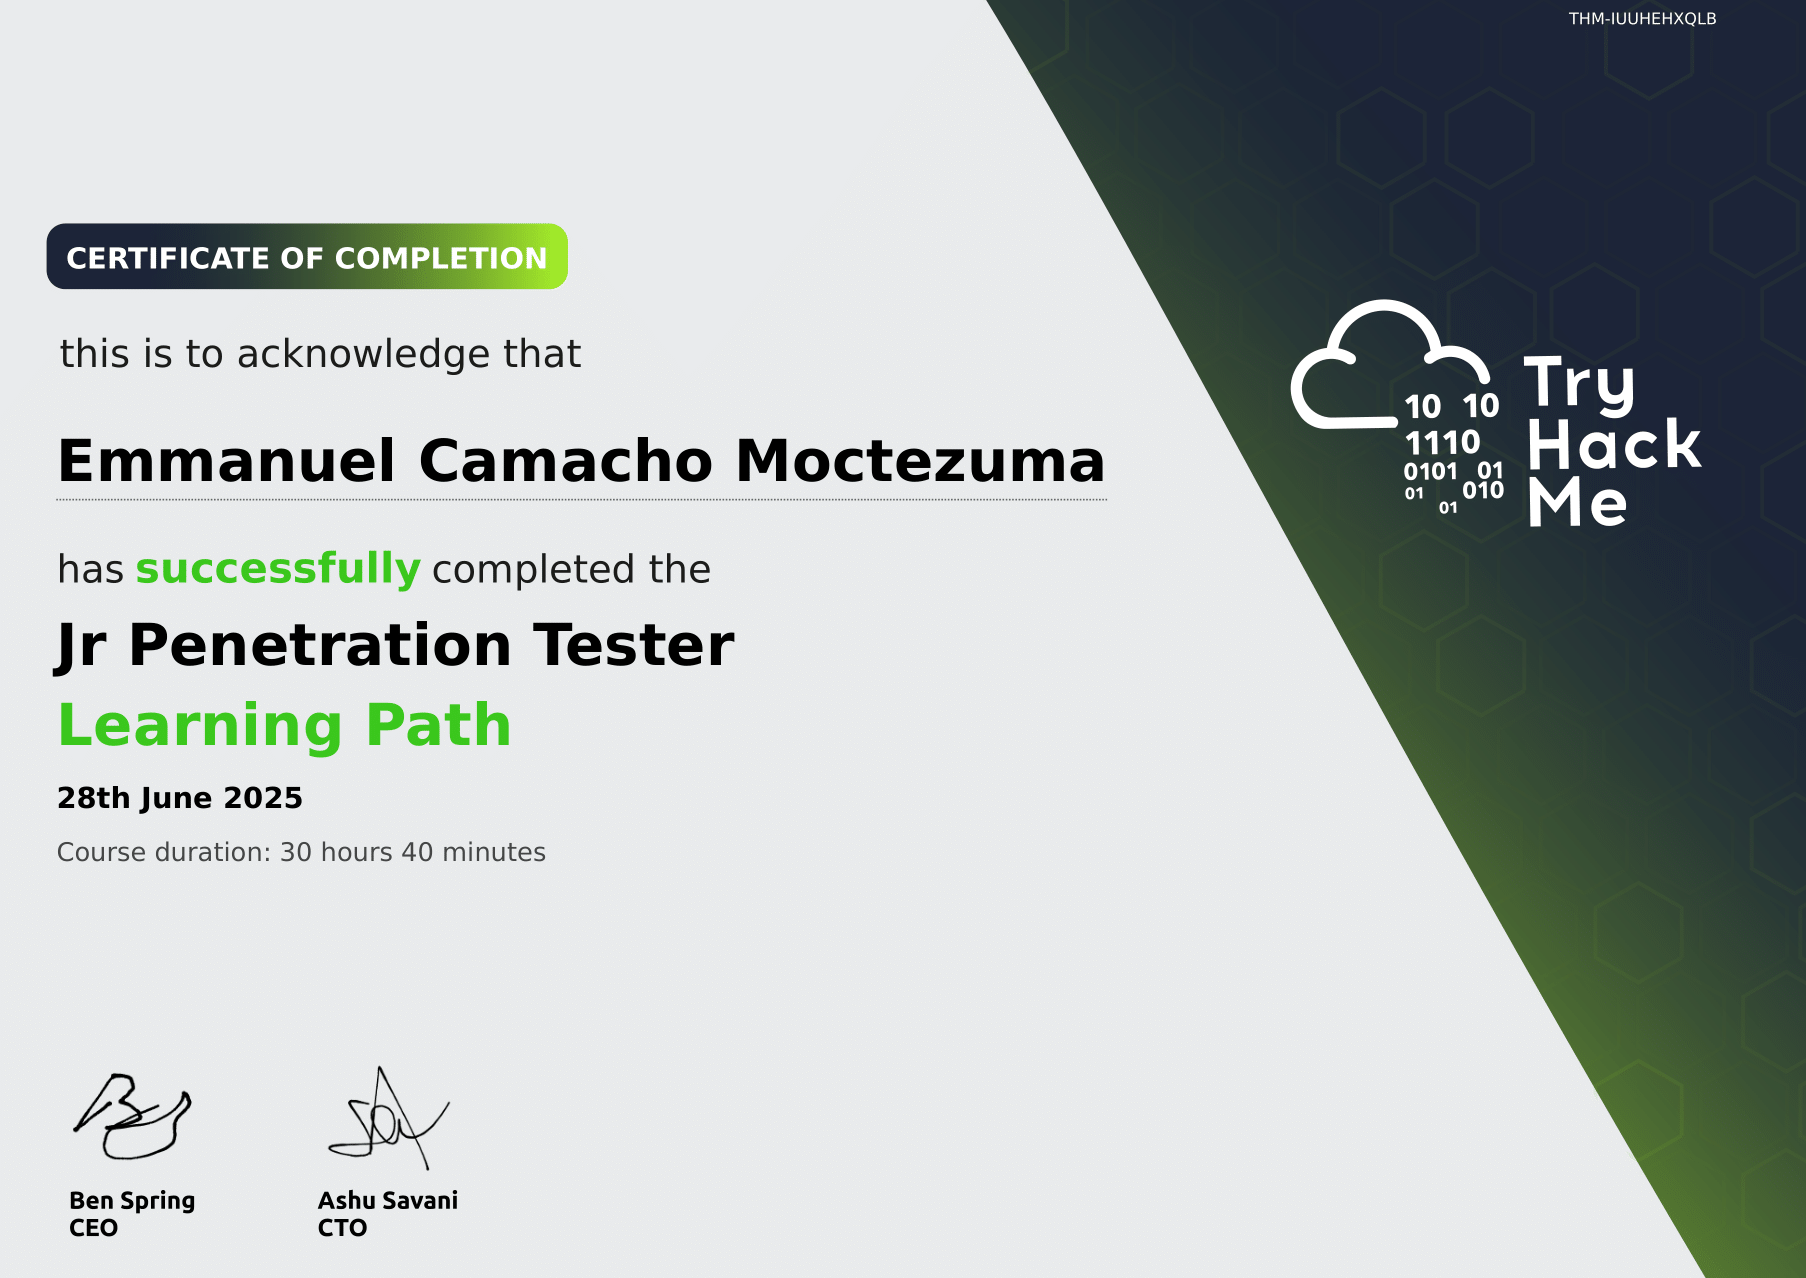 THM-IUUHEHXQLB
CERTIFICATE OF COMPLETION
this is to acknowledge that
Emmanuel Camacho Moctezuma
has successfully completed the
Jr Penetration Tester
Learning Path
28th June 2025
Course duration: 30 hours 40 minutes
10 10
1110
0101 01
01 010
01
Try
Hack
Me
Ben Spring
CEO
Ashu Savani
CTO